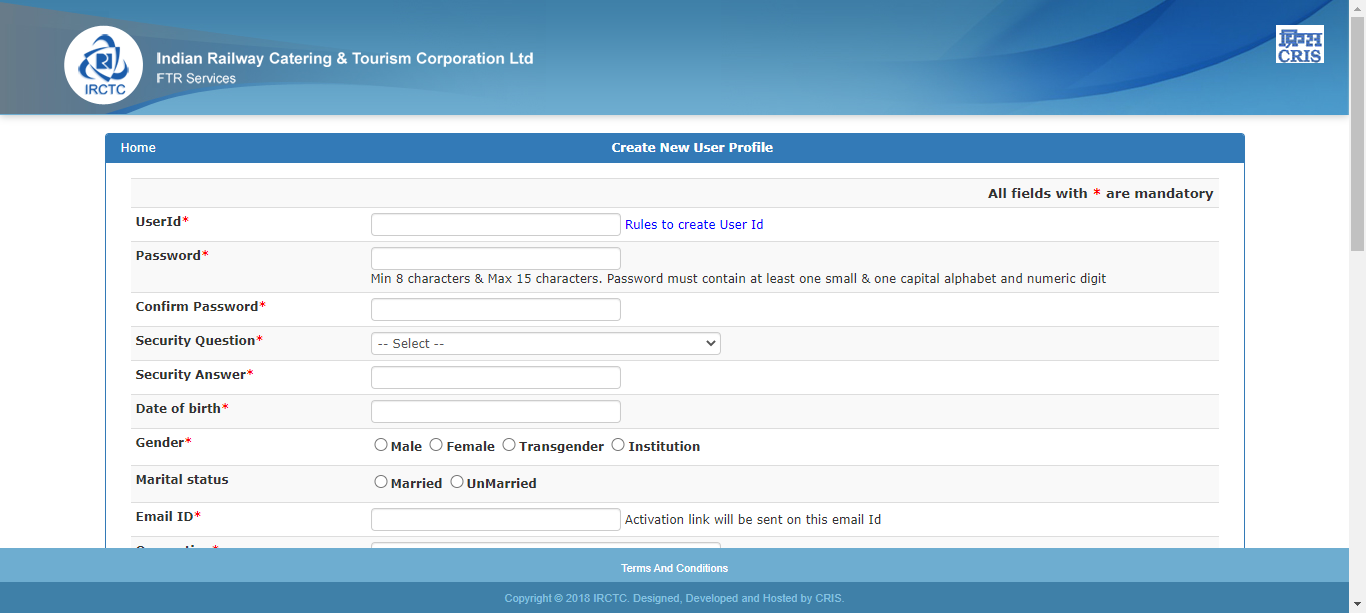 IRCTC
Indian Railway Catering & Tourism Corporation Ltd
FTR Services
क्रिस
CRIS
Home
Create New User Profile
All fields with * are mandatory
UserId*
Rules to create User Id
Password*
Min 8 characters & Max 15 characters. Password must contain at least one small & one capital alphabet and numeric digit
Confirm Password*
Security Question*
-- Select --
Security Answer*
Date of birth*
Gender*
Male Female Transgender Institution
Marital status
Married UnMarried
Email ID*
Activation link will be sent on this email Id
Terms And Conditions
Copyright © 2018 IRCTC. Designed, Developed and Hosted by CRIS.